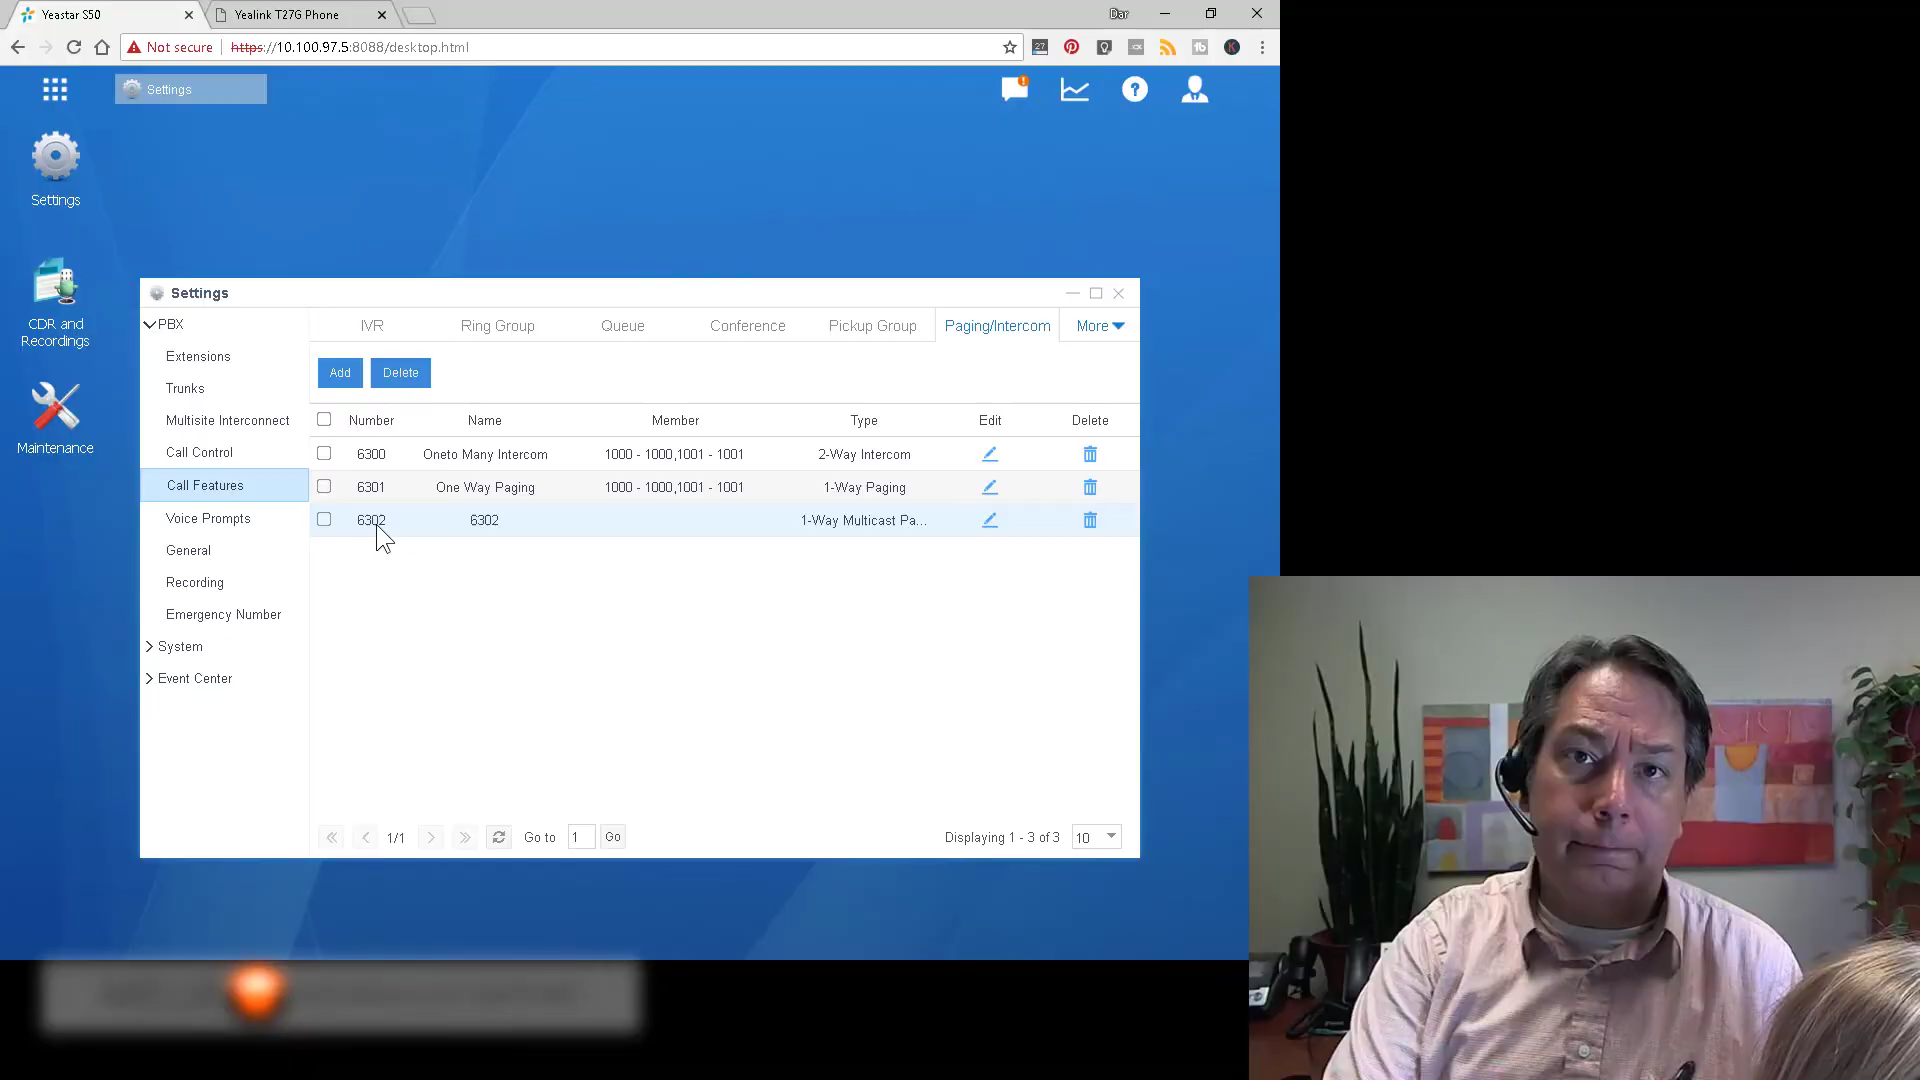 Yeastar S50
Yealink T27G Phone
Dar
Not secure
https://10.100.97.5:8088/desktop.html
27
Settings
Settings
CDR and
Recordings
Maintenance
Settings
PBX
Extensions
Trunks
Multisite Interconnect
Call Control
Call Features
Voice Prompts
General
Recording
Emergency Number
System
Event Center
IVR Ring Group Queue Conference Pickup Group Paging/Intercom More
Add Delete
Number Name Member Type Edit Delete
6300 Oneto Many Intercom 1000 - 1000,1001 - 1001 2-Way Intercom
6301 One Way Paging 1000 - 1000,1001 - 1001 1-Way Paging
6302 6302 1-Way Multicast Pa...
1/1 Go to 1 Go Displaying 1 - 3 of 3 10